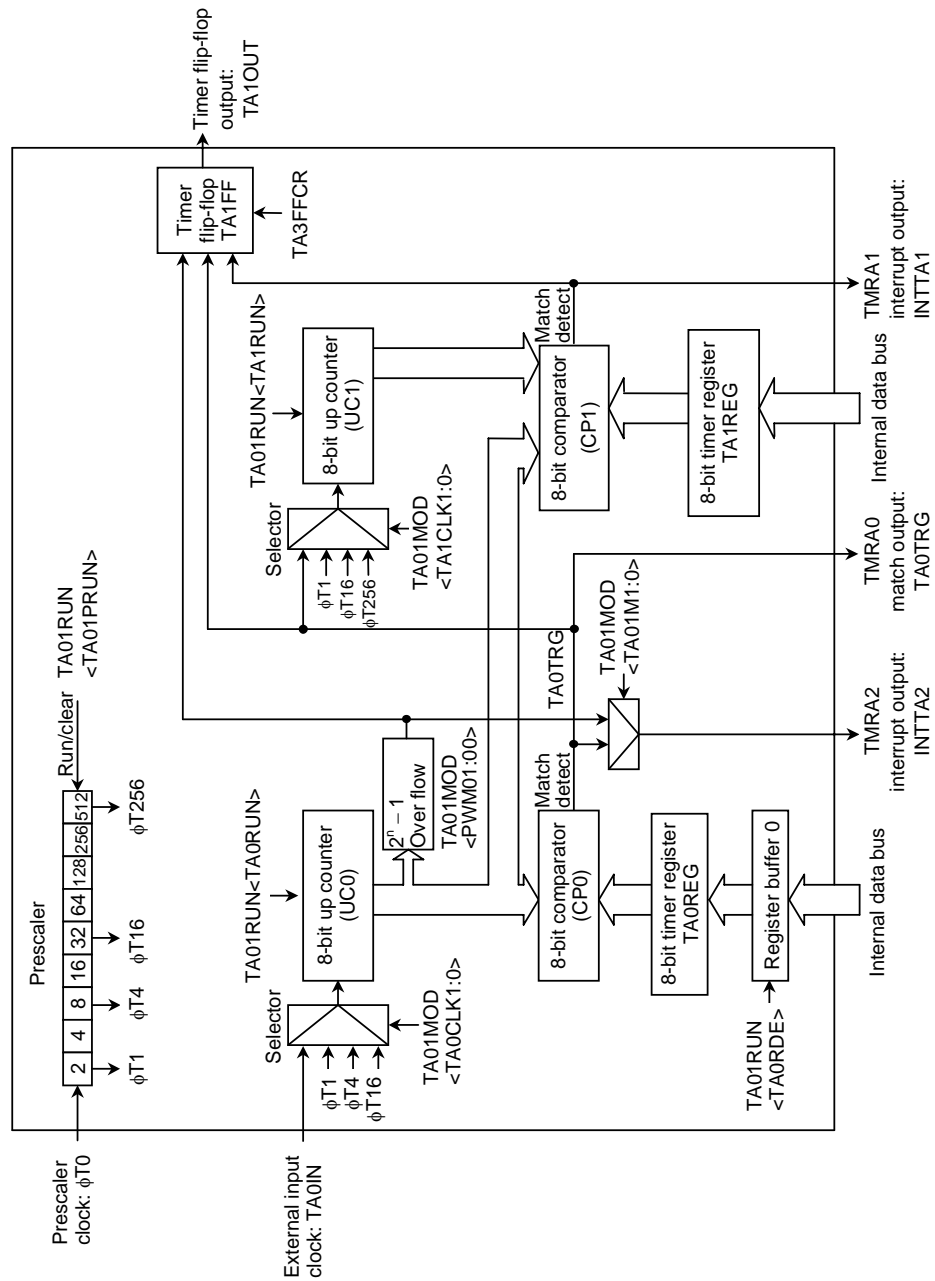 Prescaler
clock: ϕT0
Prescaler
2 4 8 16 32 64 128 256 512
Run/clear
TA01RUN
<TA01PRUN>
ϕT1
ϕT4
ϕT16
ϕT256
External input
clock: TA0IN
Selector
ϕT1
ϕT4
ϕT16
TA01MOD
<TA0CLK1:0>
TA01RUN<TA0RUN>
8-bit up counter
(UC0)
2ⁿ − 1
Over flow
TA01MOD
<PWM01:00>
Selector
ϕT1
ϕT16
ϕT256
TA01MOD
<TA1CLK1:0>
TA01RUN<TA1RUN>
8-bit up counter
(UC1)
Timer
flip-flop
TA1FF
Timer flip-flop
output:
TA1OUT
TA3FFCR
8-bit comparator
(CP0)
Match
detect
TA0TRG
TA01MOD
<TA01M1:0>
8-bit comparator
(CP1)
Match
detect
8-bit timer register
TA0REG
8-bit timer register
TA1REG
TA01RUN
<TA0RDE>
Register buffer 0
Internal data bus
TMRA2
interrupt output:
INTTA2
TMRA0
match output:
TA0TRG
Internal data bus
TMRA1
interrupt output:
INTTA1